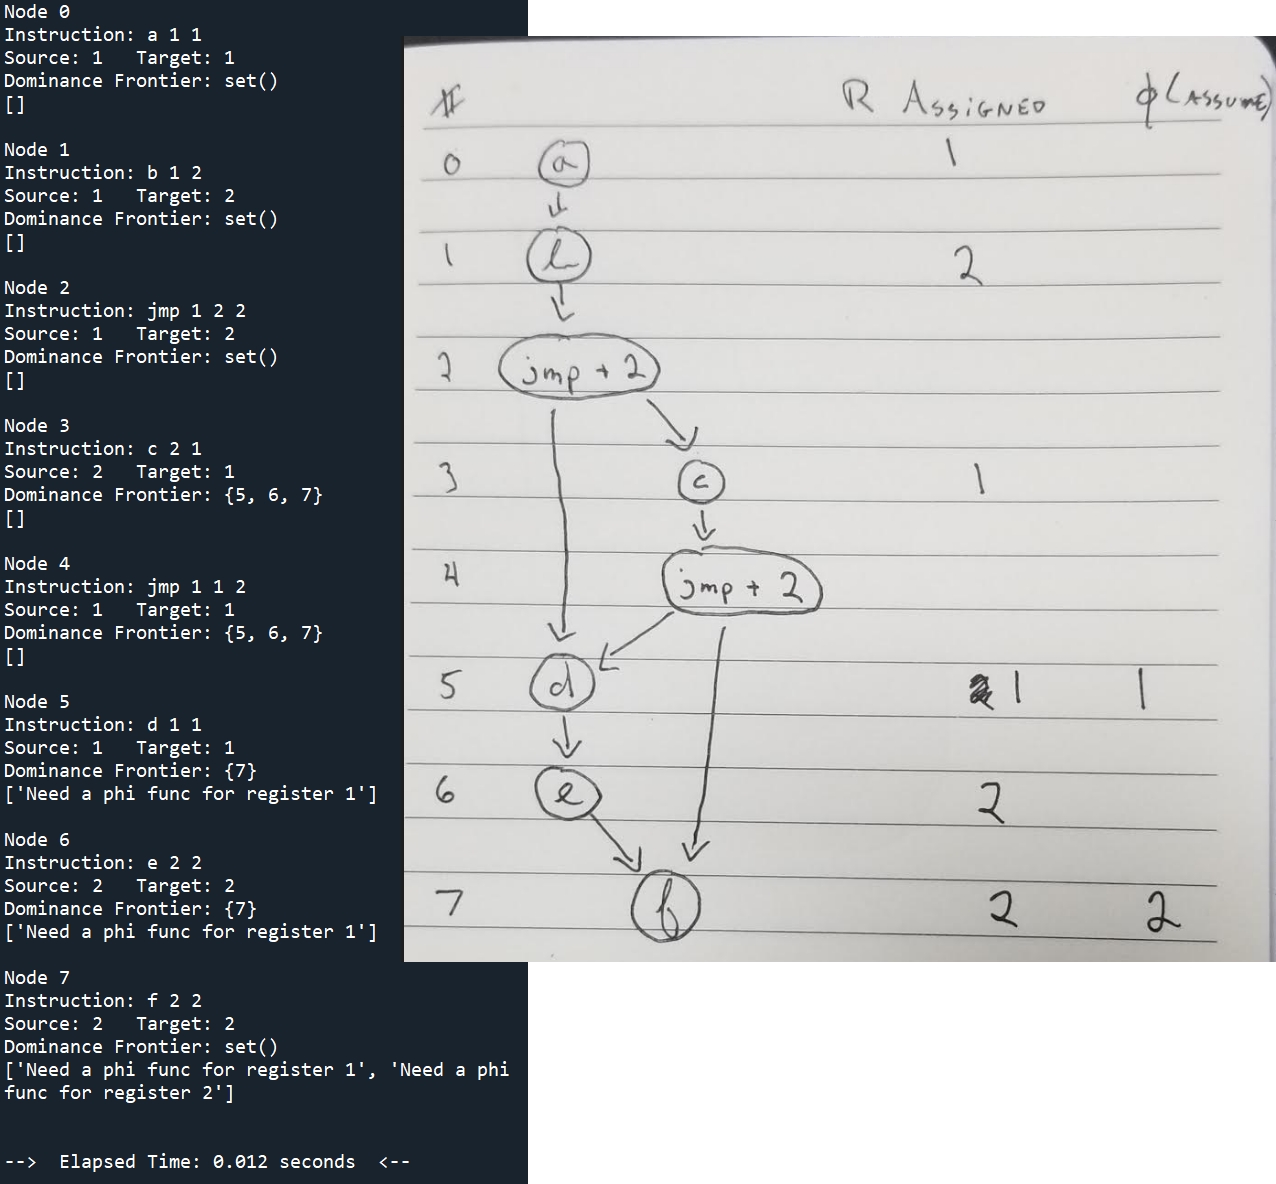 Node 0
Instruction: a 1 1
Source: 1   Target: 1
Dominance Frontier: set()
[]
Node 1
Instruction: b 1 2
Source: 1   Target: 2
Dominance Frontier: set()
[]
Node 2
Instruction: jmp 1 2 2
Source: 1   Target: 2
Dominance Frontier: set()
[]
Node 3
Instruction: c 2 1
Source: 2   Target: 1
Dominance Frontier: {5, 6, 7}
[]
Node 4
Instruction: jmp 1 1 2
Source: 1   Target: 1
Dominance Frontier: {5, 6, 7}
[]
Node 5
Instruction: d 1 1
Source: 1   Target: 1
Dominance Frontier: {7}
['Need a phi func for register 1']
Node 6
Instruction: e 2 2
Source: 2   Target: 2
Dominance Frontier: {7}
['Need a phi func for register 1']
Node 7
Instruction: f 2 2
Source: 2   Target: 2
Dominance Frontier: set()
['Need a phi func for register 1', 'Need a phi
func for register 2']
-->  Elapsed Time: 0.012 seconds  <--
# R ASSIGNED ϕ(ASSUME)
0 a 1
1 b 2
2 jmp + 2
3 c 1
4 jmp + 2
5 d 1 1
6 e 2
7 f 2 2